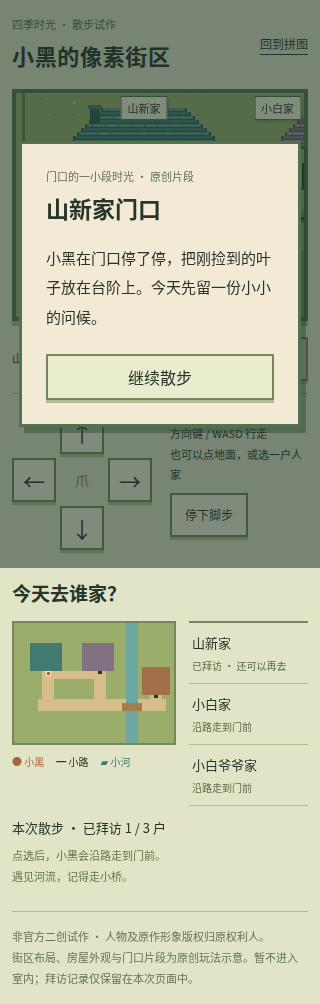 四季时光 · 散步试作
小黑的像素街区
回到拼图
山新家
小白家
门口的一小段时光 · 原创片段
山新家门口
小黑在门口停了停，把刚捡到的叶
子放在台阶上。今天先留一份小小
的问候。
继续散步
↑
方向键 / WASD 行走
也可以点地面，或选一户人
家
← 爪 →
停下脚步
↓
今天去谁家？
山新家
已拜访 · 还可以再去
小白家
沿路走到门前
小白爷爷家
沿路走到门前
小黑 小路 小河
本次散步 · 已拜访 1 / 3 户
点选后，小黑会沿路走到门前。
遇见河流，记得走小桥。
非官方二创试作 · 人物及原作形象版权归原权利人。
街区布局、房屋外观与门口片段为原创玩法示意。暂不进入
室内；拜访记录仅保留在本次页面中。